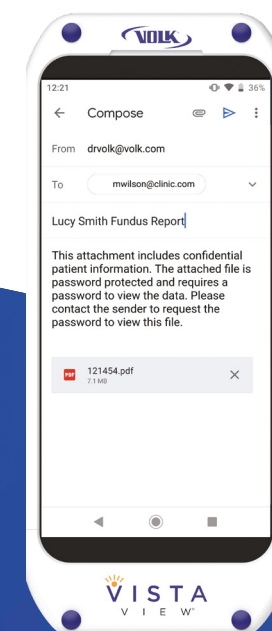 VOLK
12:21 36%
Compose
From drvolk@volk.com
To mwilson@clinic.com
Lucy Smith Fundus Report
This attachment includes confidential
patient information. The attached file is
password protected and requires a
password to view the data. Please
contact the sender to request the
password to view this file.
PDF 121454.pdf
7.1 MB
VISTA
VIEW